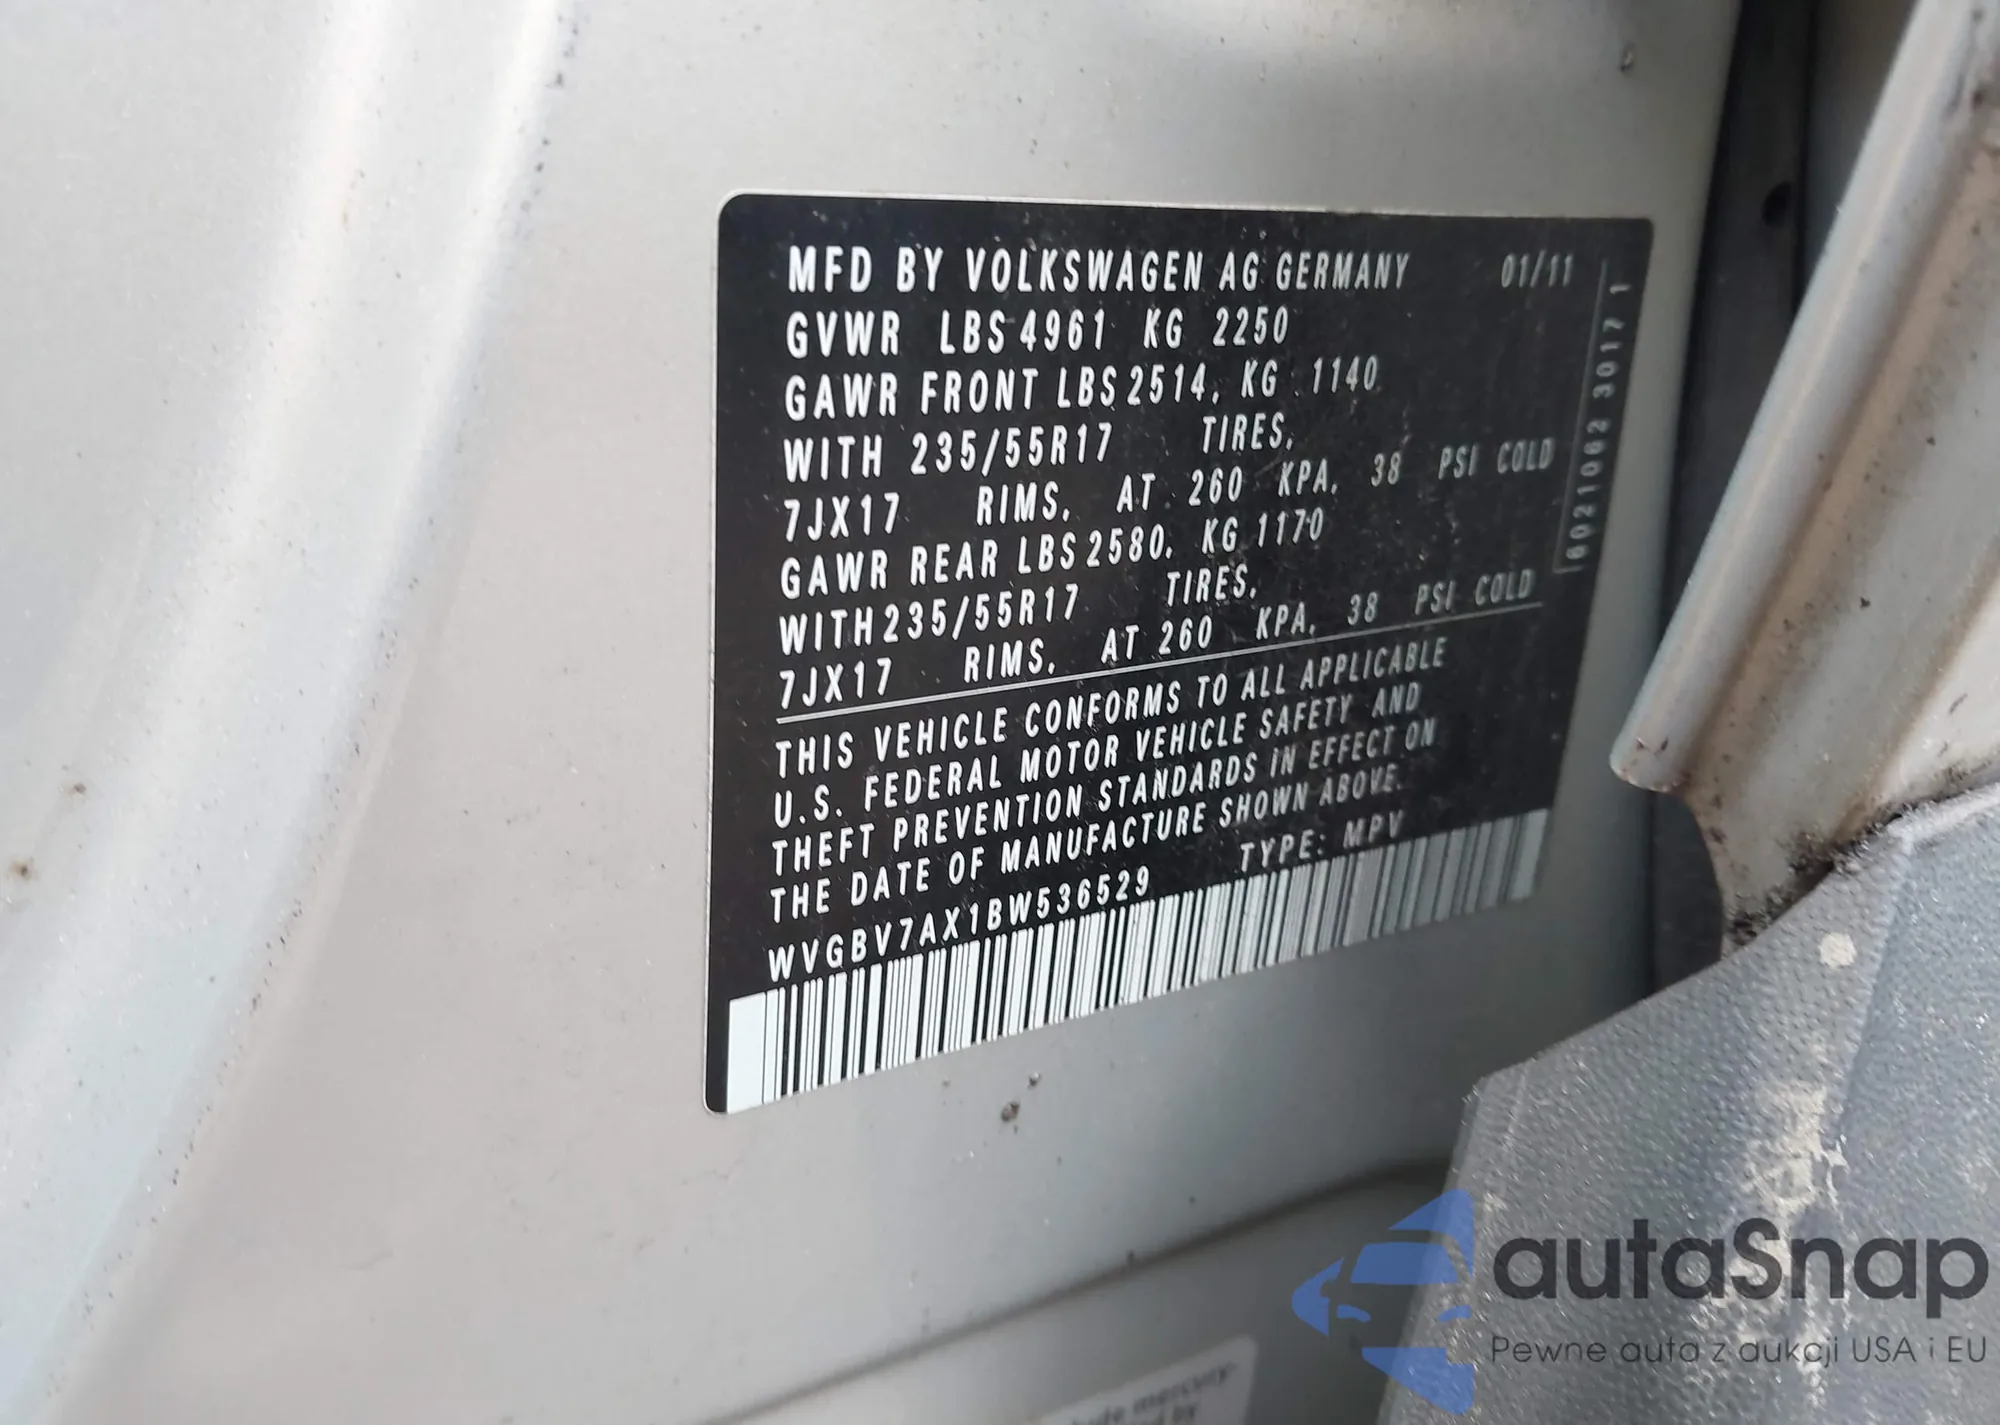 MFD BY VOLKSWAGEN AG GERMANY 01/11
GVWR LBS 4961 KG 2250
GAWR FRONT LBS 2514, KG 1140
WITH 235/55R17 TIRES,
7JX17 RIMS, AT 260 KPA, 38 PSI COLD
GAWR REAR LBS 2580, KG 1170
WITH 235/55R17 TIRES,
7JX17 RIMS, AT 260 KPA, 38 PSI COLD
THIS VEHICLE CONFORMS TO ALL APPLICABLE
U.S. FEDERAL MOTOR VEHICLE SAFETY AND
THEFT PREVENTION STANDARDS IN EFFECT ON
THE DATE OF MANUFACTURE SHOWN ABOVE.
WVGBV7AX1BW536529 TYPE: MPV
6021062 3017 1
autaSnap
Pewne auta z aukcji USA i EU